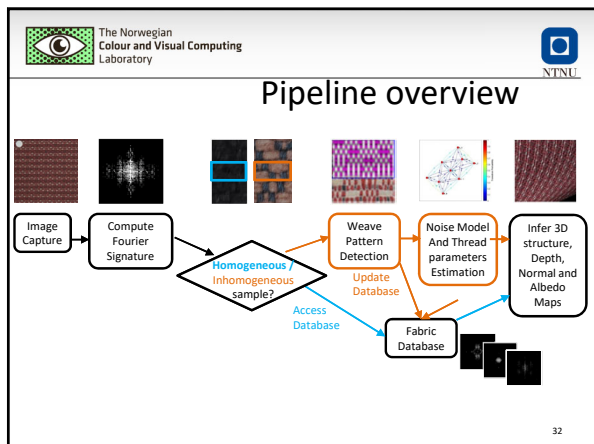 The Norwegian
Colour and Visual Computing
Laboratory
NTNU
Pipeline overview
Image
Capture
Compute
Fourier
Signature
Homogeneous /
Inhomogeneous
sample?
Weave
Pattern
Detection
Noise Model
And Thread
parameters
Estimation
Infer 3D
structure,
Depth,
Normal and
Albedo
Maps
Update
Database
Access
Database
Fabric
Database
32